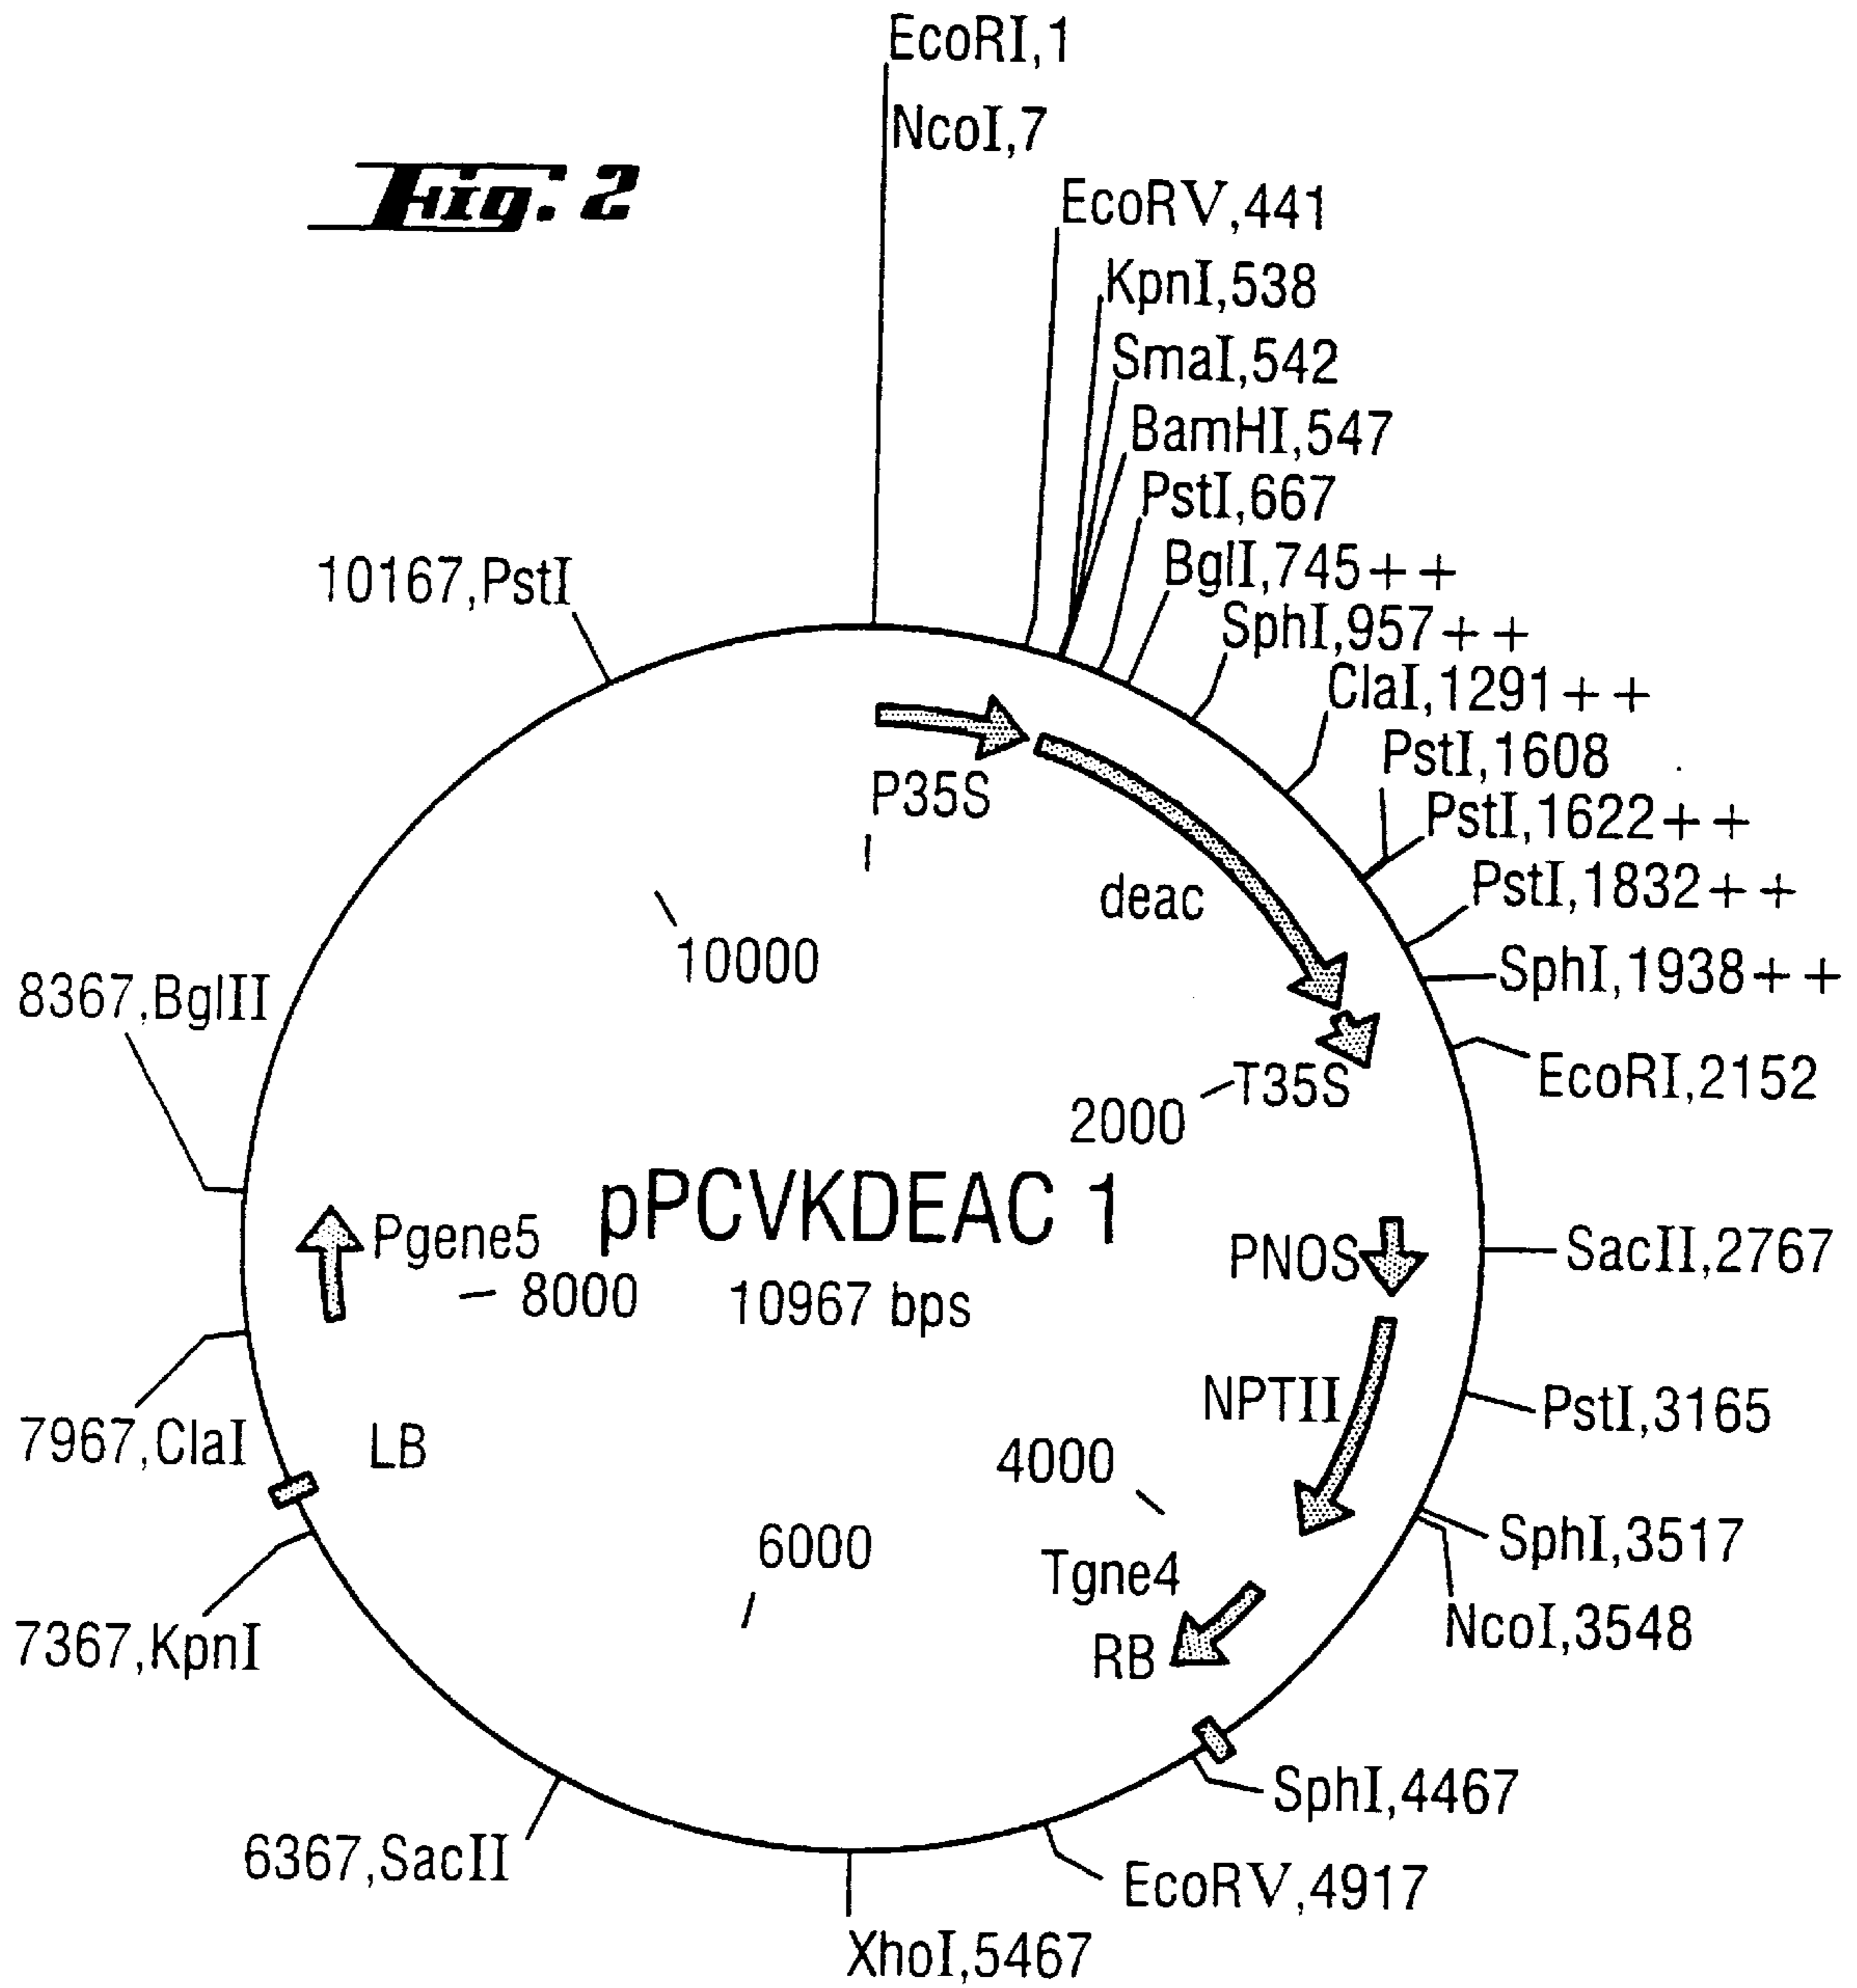 Fig. 2
EcoRI,1
NcoI,7
EcoRV,441
KpnI,538
SmaI,542
BamHI,547
PstI,667
BglI,745++
SphI,957++
ClaI,1291++
PstI,1608
PstI,1622++
PstI,1832++
SphI,1938++
EcoRI,2152
SacII,2767
PstI,3165
SphI,3517
NcoI,3548
SphI,4467
EcoRV,4917
XhoI,5467
6367,SacII
7367,KpnI
7967,ClaI
8367,BglII
10167,PstI
P35S
deac
T35S
PNOS
NPTII
Tgne4
RB
LB
Pgene5
10000
2000
4000
6000
8000
pPCVKDEAC 1
10967 bps